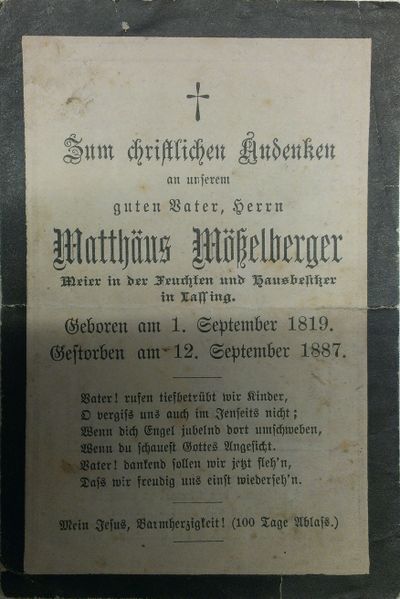 Zum christlichen Andenken
an unserem
guten Vater, Herrn
Matthäus Mößelberger
Meier in der Feuchten und Hausbesitzer
in Lassing.
Geboren am 1. September 1819.
Gestorben am 12. September 1887.
Vater! rufen tiefbetrübt wir Kinder,
O vergiss uns auch im Jenseits nicht;
Wenn dich Engel jubelnd dort umschweben,
Wenn du schauest Gottes Angesicht.
Vater! dankend sollen wir jetzt fleh'n,
Dass wir freudig uns einst wiederseh'n.
Mein Jesus, Barmherzigkeit! (100 Tage Ablass.)